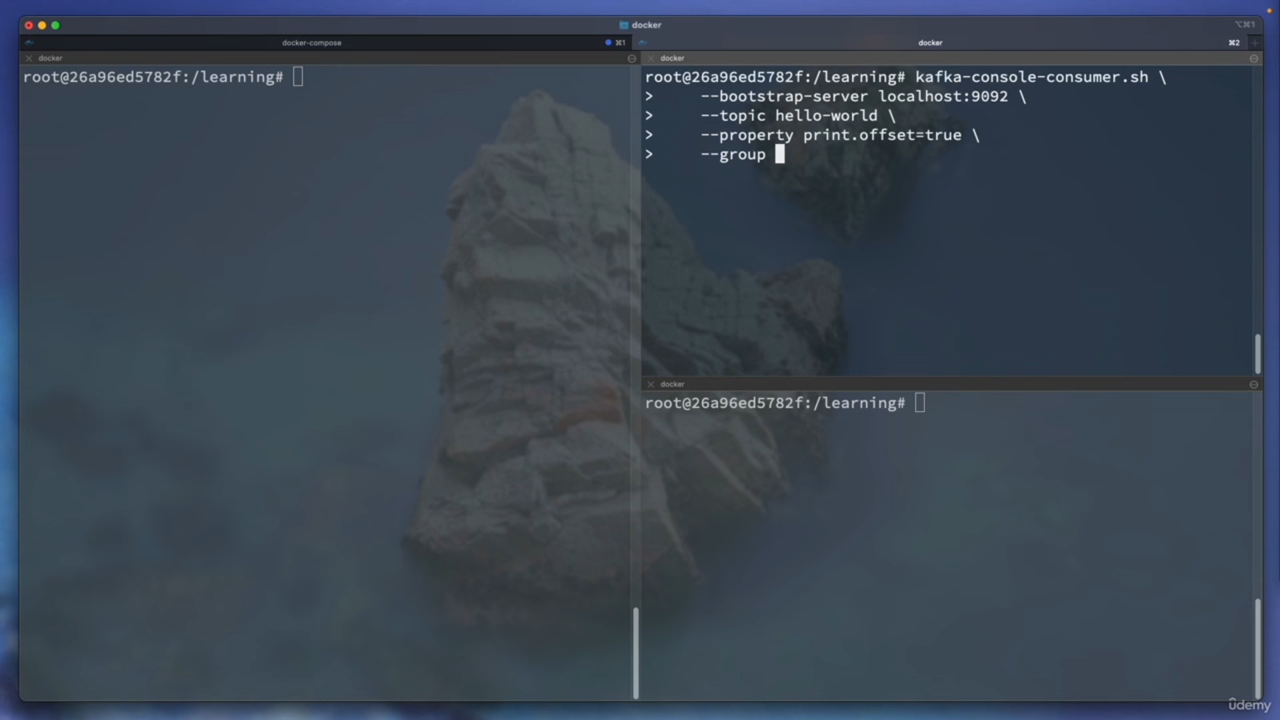 docker
⌥⌘1
docker-compose
⌘1
docker
⌘2
docker
root@26a96ed5782f:/learning#
docker
root@26a96ed5782f:/learning# kafka-console-consumer.sh \
> --bootstrap-server localhost:9092 \
> --topic hello-world \
> --property print.offset=true \
> --group
docker
root@26a96ed5782f:/learning#
ûdemy